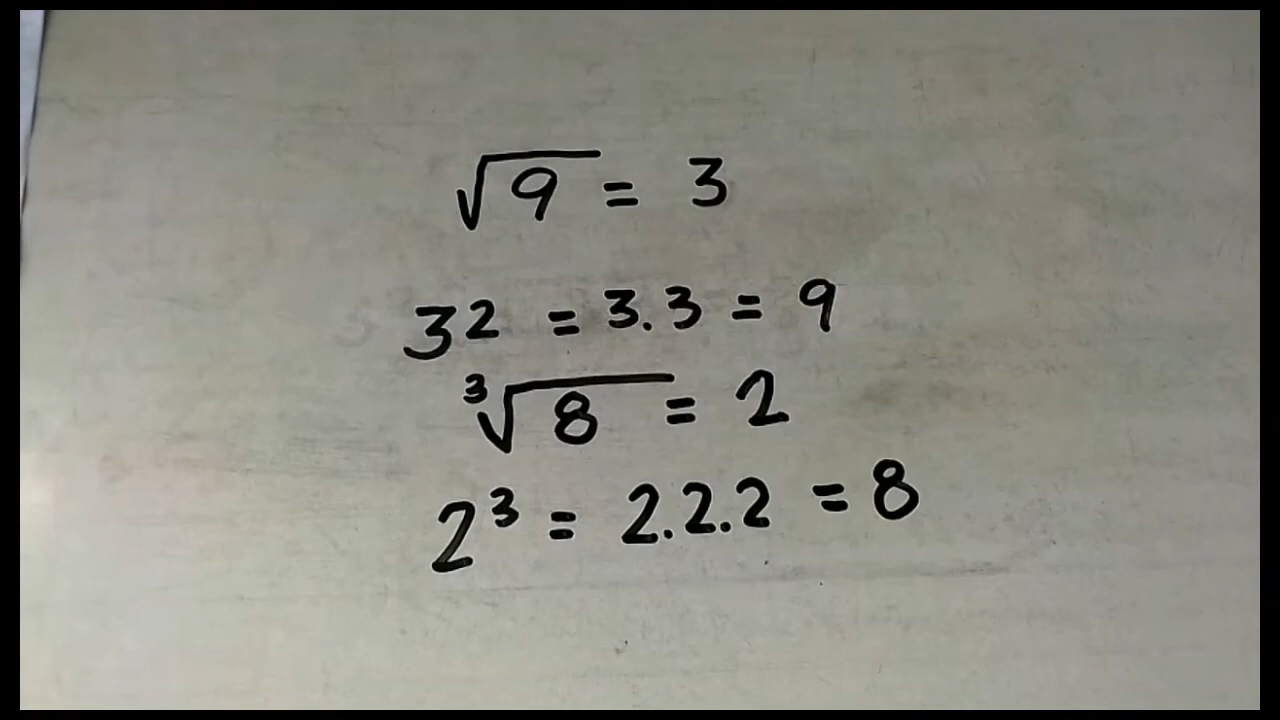 √9 = 3
3² = 3.3 = 9
³√8 = 2
2³ = 2.2.2 = 8